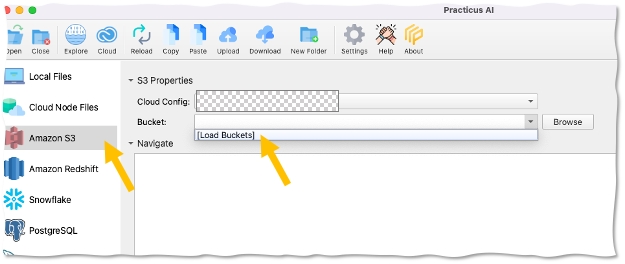 Practicus AI
Open Close Explore Cloud Reload Copy Paste Upload Download New Folder Settings Help About
Local Files
Cloud Node Files
Amazon S3
Amazon Redshift
Snowflake
PostgreSQL
S3 Properties
Cloud Config:
Bucket:
Browse
[Load Buckets]
Navigate